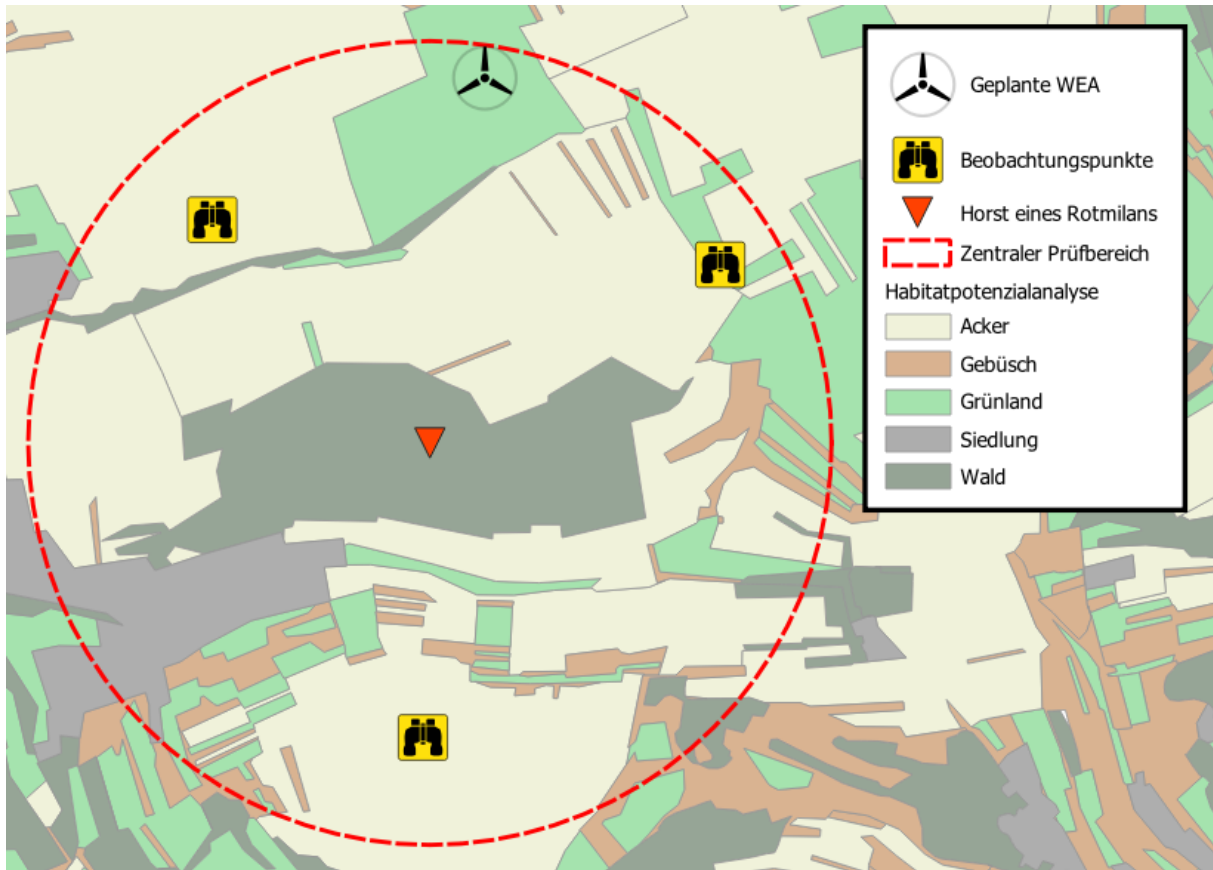 Geplante WEA
Beobachtungspunkte
Horst eines Rotmilans
Zentraler Prüfbereich
Habitatpotenzialanalyse
Acker
Gebüsch
Grünland
Siedlung
Wald